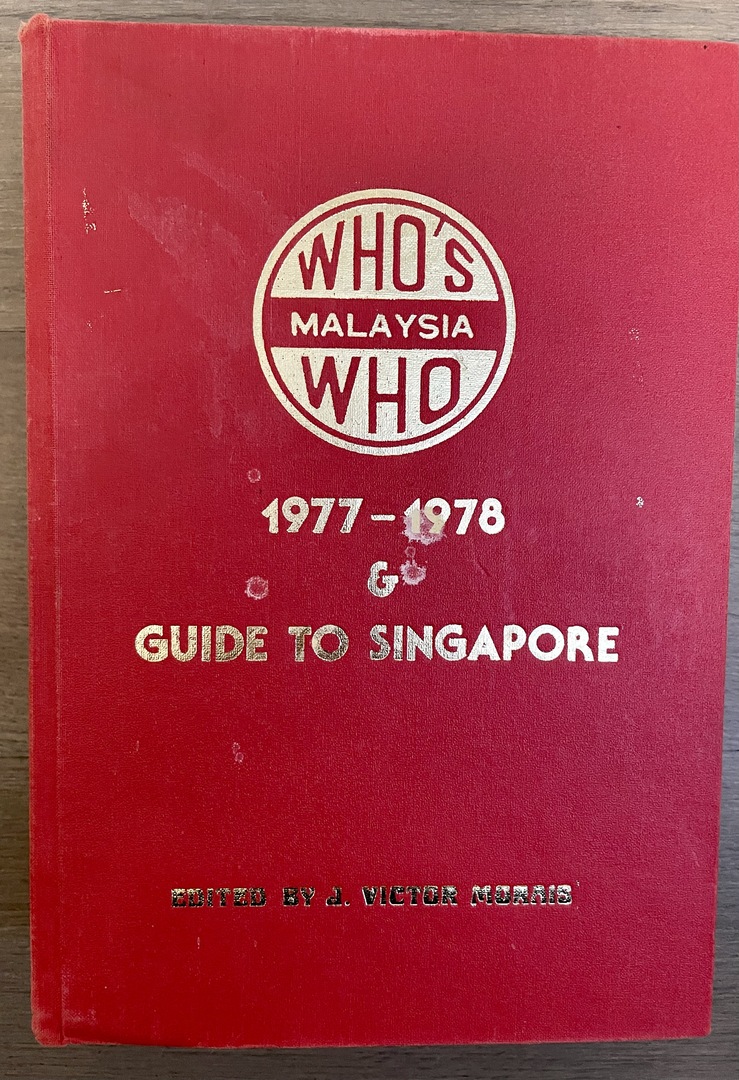 WHO'S
MALAYSIA
WHO
1977–1978
&
GUIDE TO SINGAPORE
EDITED BY J. VICTOR MORAIS